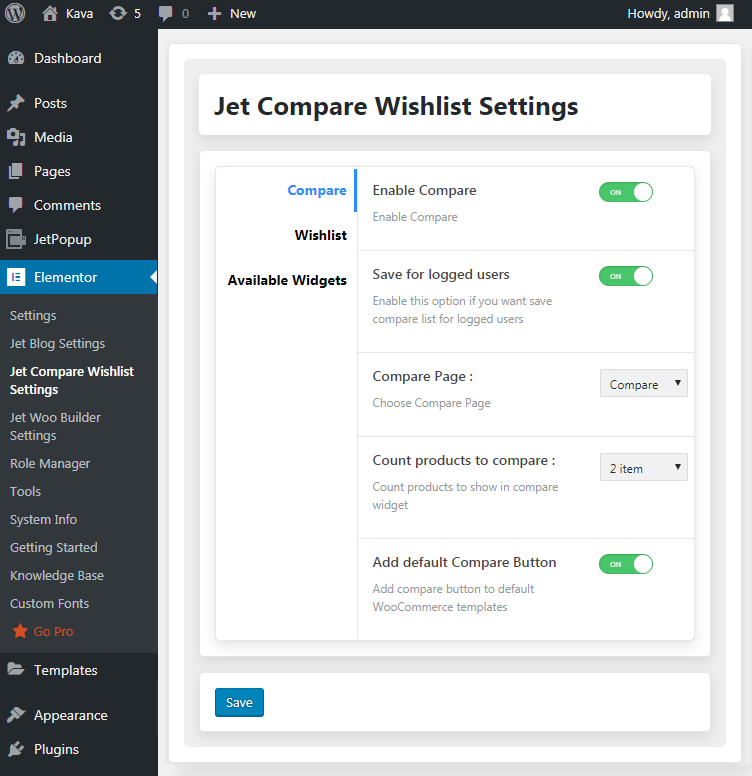 Kava 5 0 New Howdy, admin
Dashboard
Posts
Media
Pages
Comments
JetPopup
Elementor
Settings
Jet Blog Settings
Jet Compare Wishlist
Settings
Jet Woo Builder
Settings
Role Manager
Tools
System Info
Getting Started
Knowledge Base
Custom Fonts
Go Pro
Templates
Appearance
Plugins
Jet Compare Wishlist Settings
Compare
Wishlist
Available Widgets
Enable Compare
ON
Enable Compare
Save for logged users
ON
Enable this option if you want save
compare list for logged users
Compare Page :
Compare
Choose Compare Page
Count products to compare :
2 item
Count products to show in compare
widget
Add default Compare Button
ON
Add compare button to default
WooCommerce templates
Save